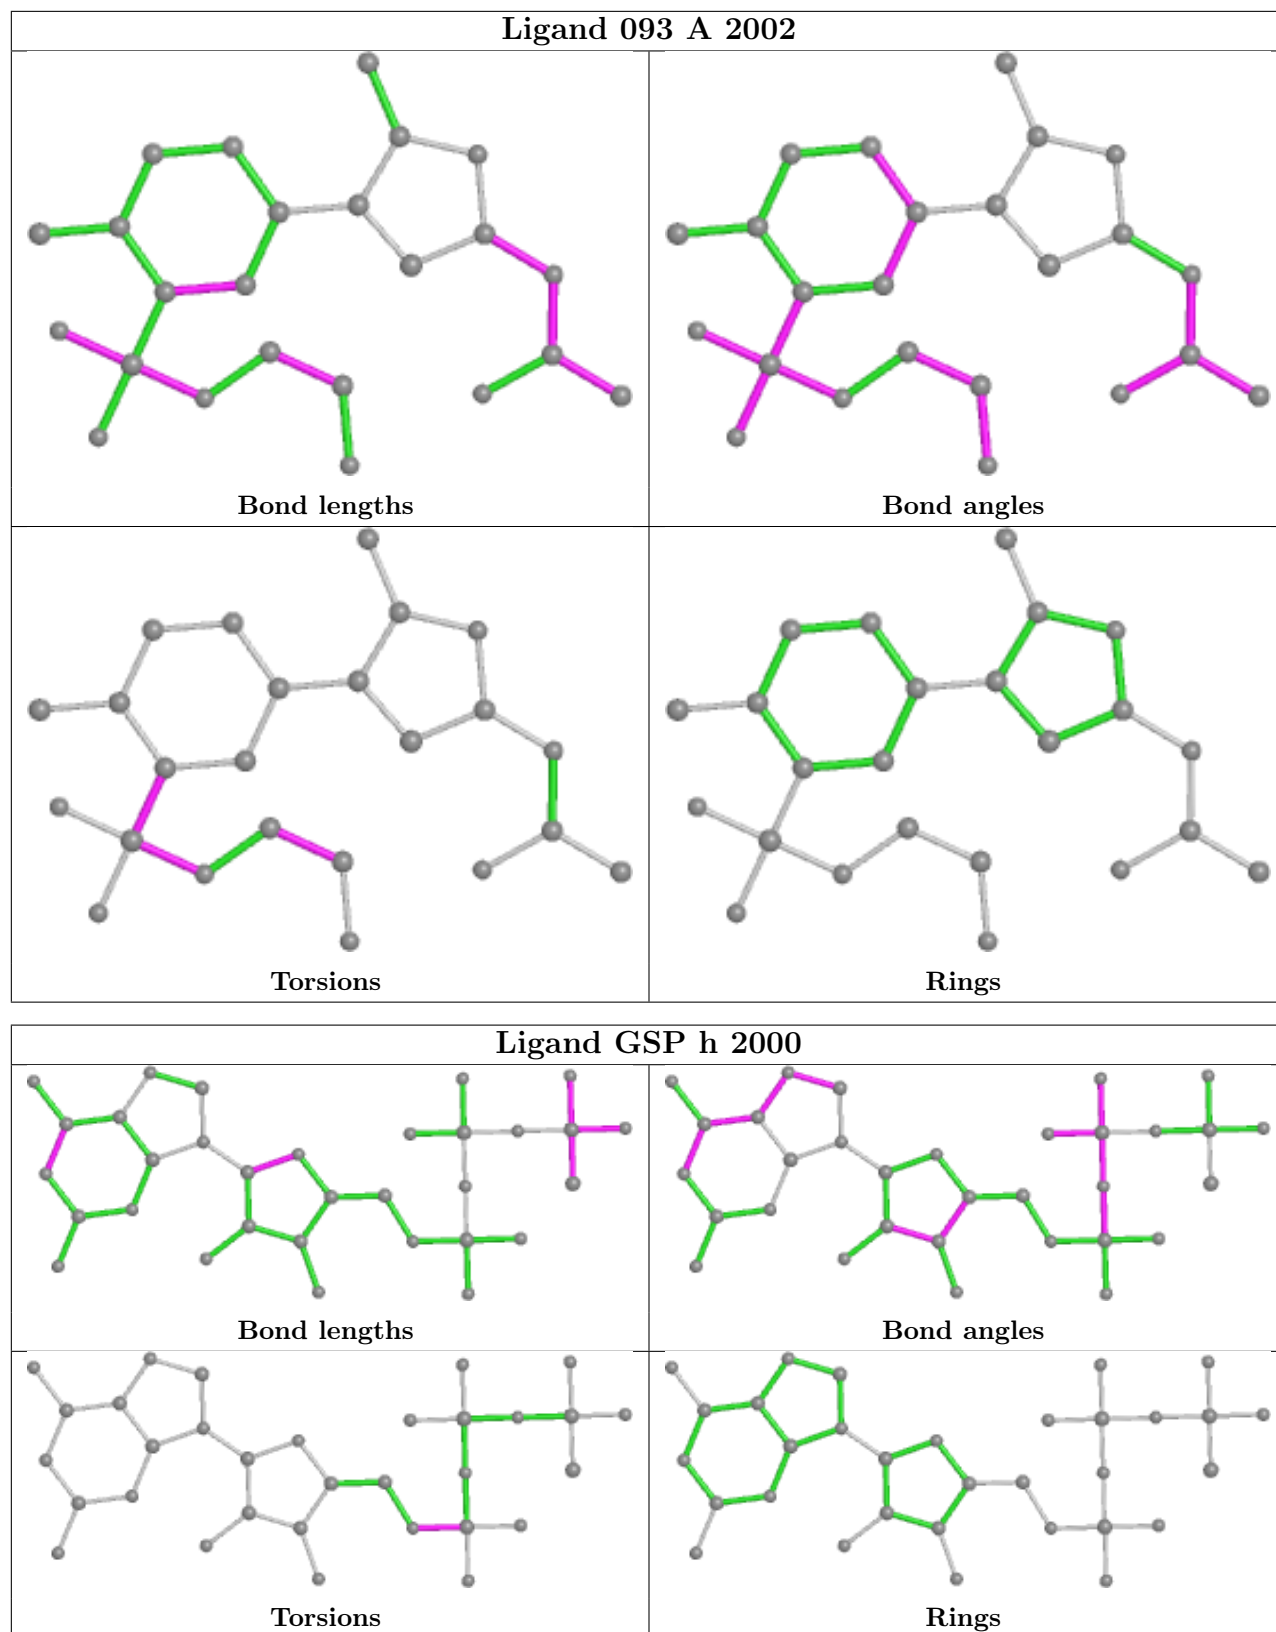 Ligand 093 A 2002
Bond lengths
Bond angles
Torsions
Rings
Ligand GSP h 2000
Bond lengths
Bond angles
Torsions
Rings